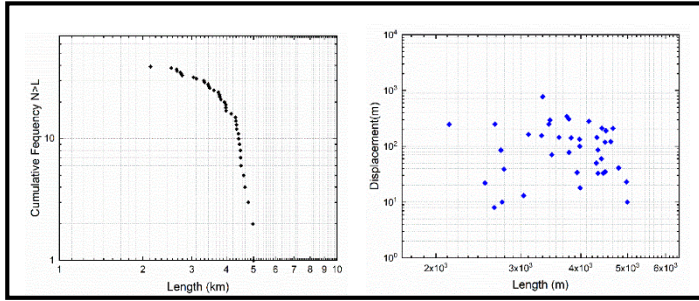 10
1
Cumulative Fequency N>L
1 2 3 4 5 6 7 8 9 10
Length (km)
10⁴
10³
10²
10¹
10⁰
Displacement(m)
2x10³ 3x10³ 4x10³ 5x10³ 6x10³
Length (m)